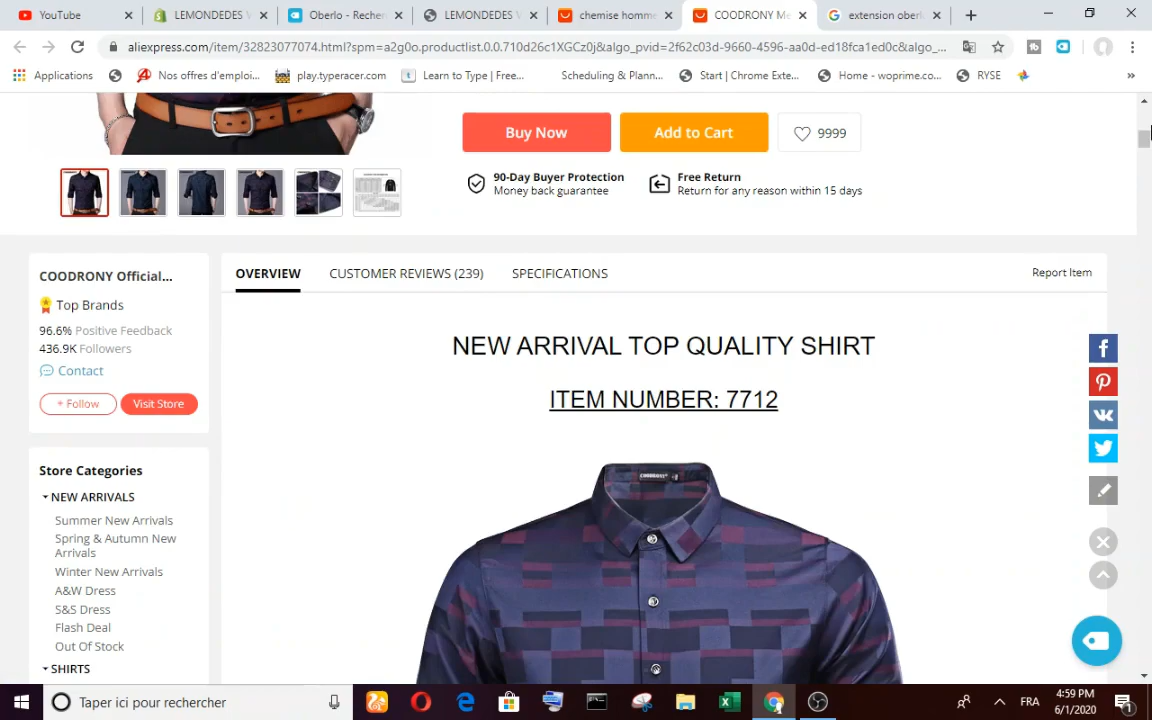 YouTube
LEMONDEDES V
Oberlo - Recher
LEMONDEDES V
chemise homme
COODRONY Me
extension oberlo
aliexpress.com/item/32823077074.html?spm=a2g0o.productlist.0.0.710d26c1XGCz0j&algo_pvid=2f62c03d-9660-4596-aa0d-ed18fca1ed0c&algo_...
Applications
Nos offres d'emploi...
play.typeracer.com
Learn to Type | Free...
Scheduling & Plann...
Start | Chrome Exte...
Home - woprime.co...
RYSE
Buy Now
Add to Cart
9999
90-Day Buyer Protection
Money back guarantee
Free Return
Return for any reason within 15 days
COODRONY Official...
Top Brands
96.6% Positive Feedback
436.9K Followers
Contact
+ Follow
Visit Store
OVERVIEW
CUSTOMER REVIEWS (239)
SPECIFICATIONS
Report Item
NEW ARRIVAL TOP QUALITY SHIRT
ITEM NUMBER: 7712
COODRONY
Store Categories
NEW ARRIVALS
Summer New Arrivals
Spring & Autumn New
Arrivals
Winter New Arrivals
A&W Dress
S&S Dress
Flash Deal
Out Of Stock
SHIRTS
Taper ici pour rechercher
FRA
4:59 PM
6/1/2020
1